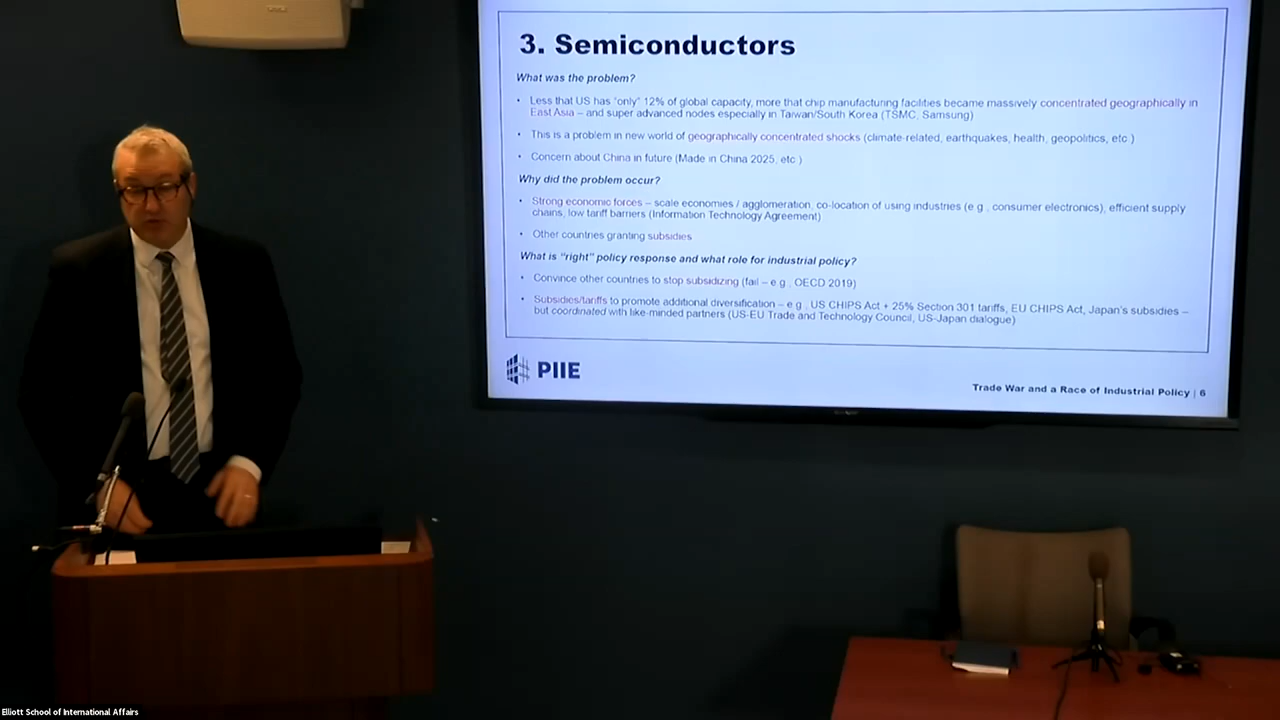 3. Semiconductors
What was the problem?
• Less that US has "only" 12% of global capacity, more that chip manufacturing facilities became massively concentrated geographically in
East Asia – and super advanced nodes especially in Taiwan/South Korea (TSMC, Samsung)
• This is a problem in new world of geographically concentrated shocks (climate-related, earthquakes, health, geopolitics, etc.)
• Concern about China in future (Made in China 2025, etc.)
Why did the problem occur?
• Strong economic forces – scale economies / agglomeration, co-location of using industries (e.g., consumer electronics), efficient supply
chains, low tariff barriers (Information Technology Agreement)
• Other countries granting subsidies
What is "right" policy response and what role for industrial policy?
• Convince other countries to stop subsidizing (fail – e.g., OECD 2019)
• Subsidies/tariffs to promote additional diversification – e.g., US CHIPS Act + 25% Section 301 tariffs, EU CHIPS Act, Japan's subsidies –
but coordinated with like-minded partners (US-EU Trade and Technology Council, US-Japan dialogue)
PIIE
Trade War and a Race of Industrial Policy | 6
Elliott School of International Affairs